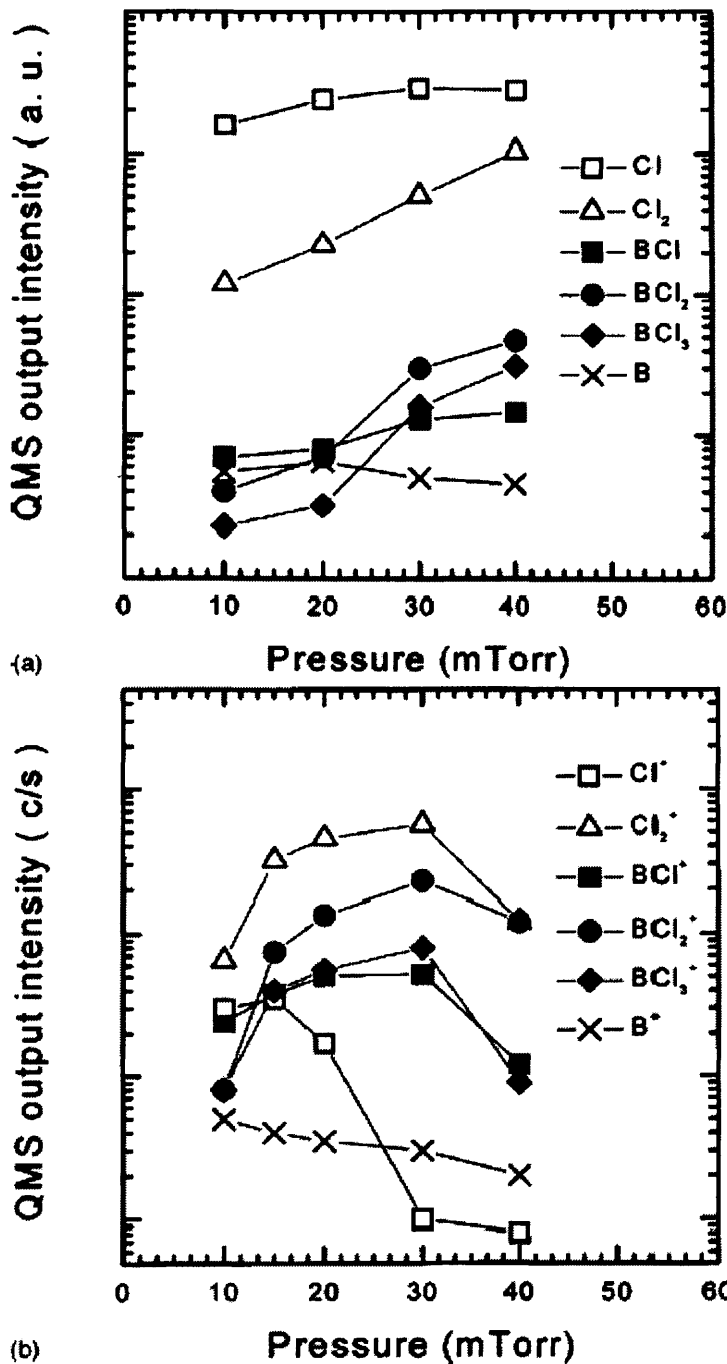 QMS output intensity ( a. u. )
Cl
Cl₂
BCl
BCl₂
BCl₃
B
0 10 20 30 40 50 60
Pressure (mTorr)
(a)
QMS output intensity ( c/s )
Cl⁺
Cl₂⁺
BCl⁺
BCl₂⁺
BCl₃⁺
B⁺
0 10 20 30 40 50 60
Pressure (mTorr)
(b)